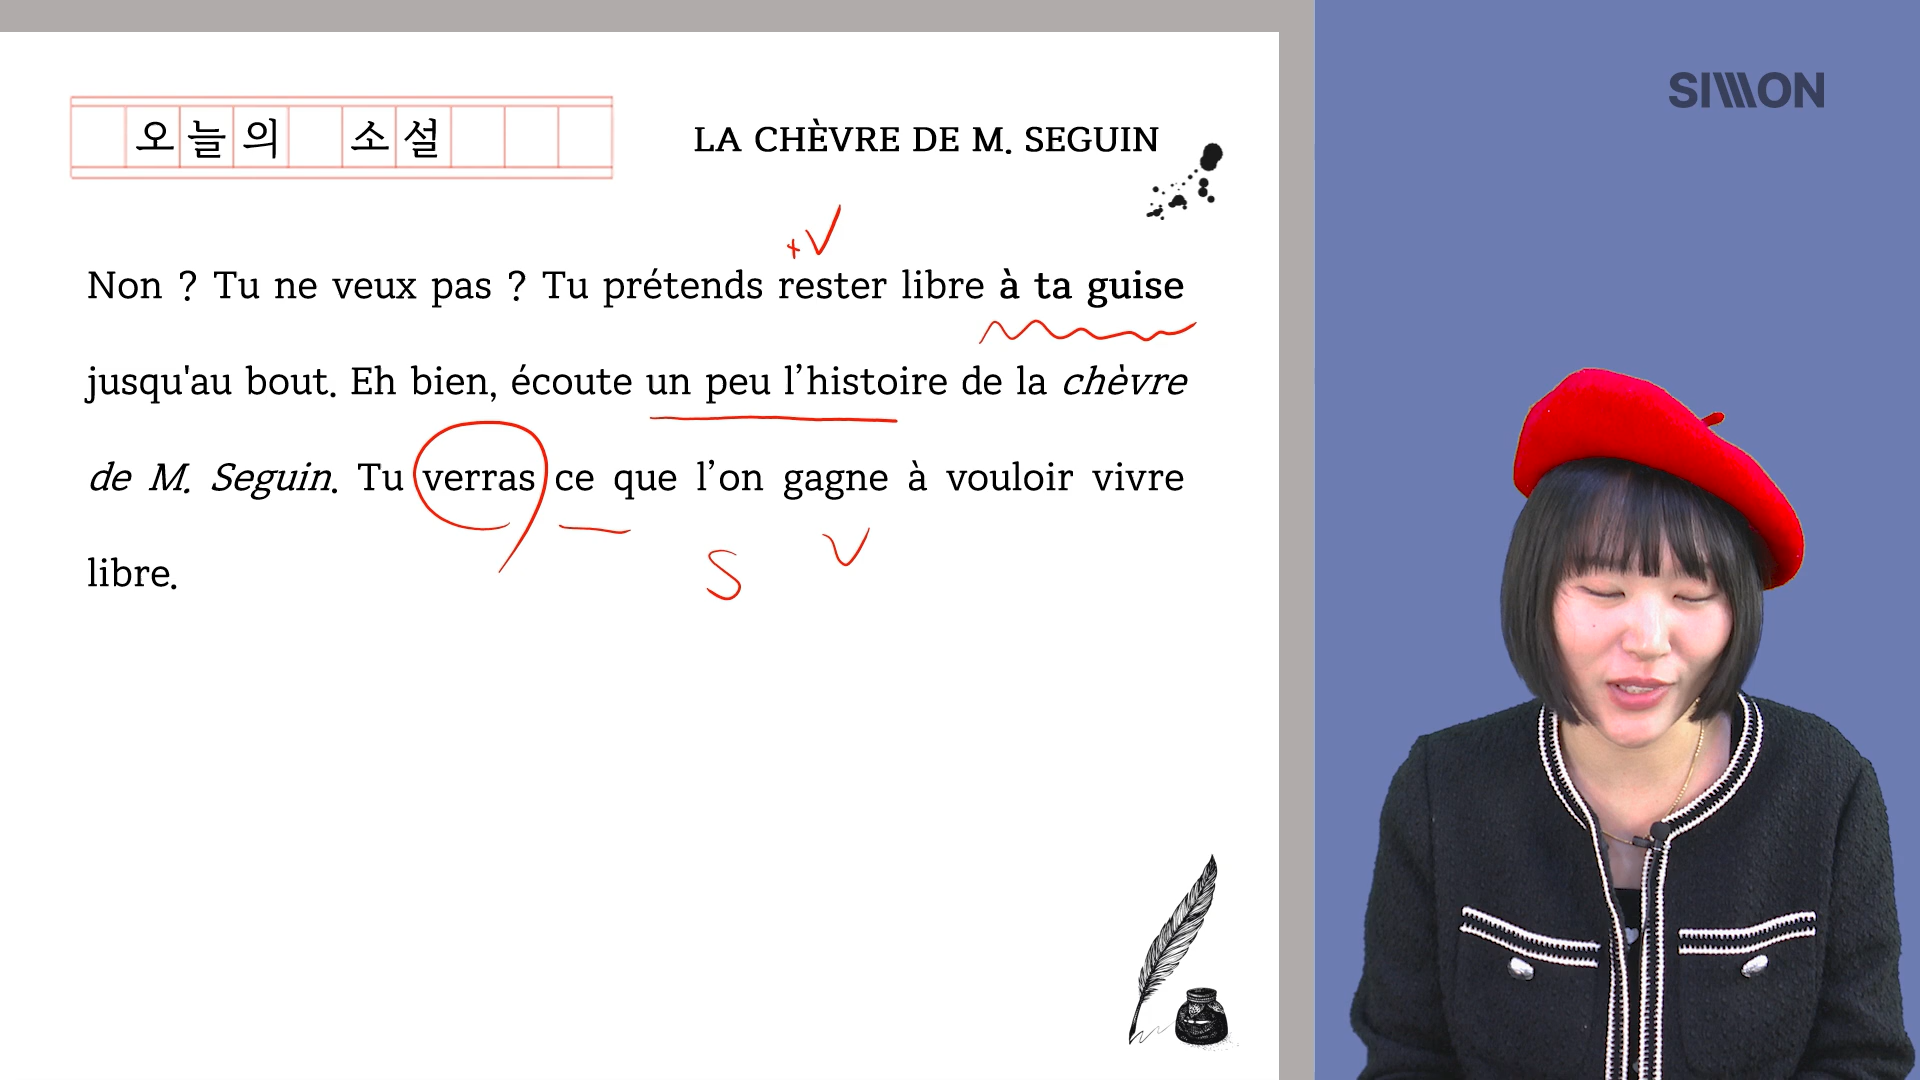 SIMON
오늘의 소설
LA CHÈVRE DE M. SEGUIN
+V
Non ? Tu ne veux pas ? Tu prétends rester libre à ta guise
jusqu'au bout. Eh bien, écoute un peu l’histoire de la chèvre
de M. Seguin. Tu verras ce que l’on gagne à vouloir vivre
S V
libre.